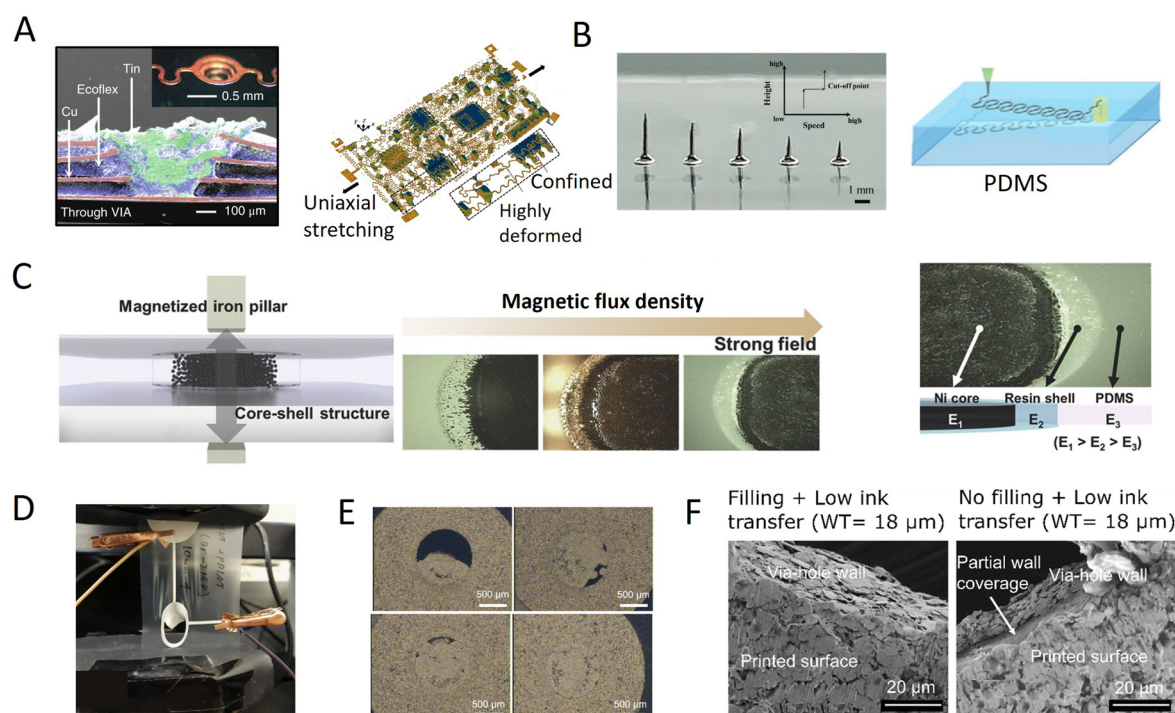 A
Tin
Ecoflex
Cu
0.5 mm
Through VIA
100 μm
Uniaxial
stretching
Confined
Highly
deformed
B
high
Height
low
Cut-off point
Speed
high
1 mm
PDMS
C
Magnetized iron pillar
Core-shell structure
Magnetic flux density
Strong field
Ni core
Resin shell
PDMS
E1
E2
E3
(E1 > E2 > E3)
D
E
500 μm
500 μm
500 μm
500 μm
F
Filling + Low ink
transfer (WT= 18 μm)
Via-hole wall
Printed surface
20 μm
No filling + Low ink
transfer (WT= 18 μm)
Partial wall
coverage
Via-hole wall
Printed surface
20 μm